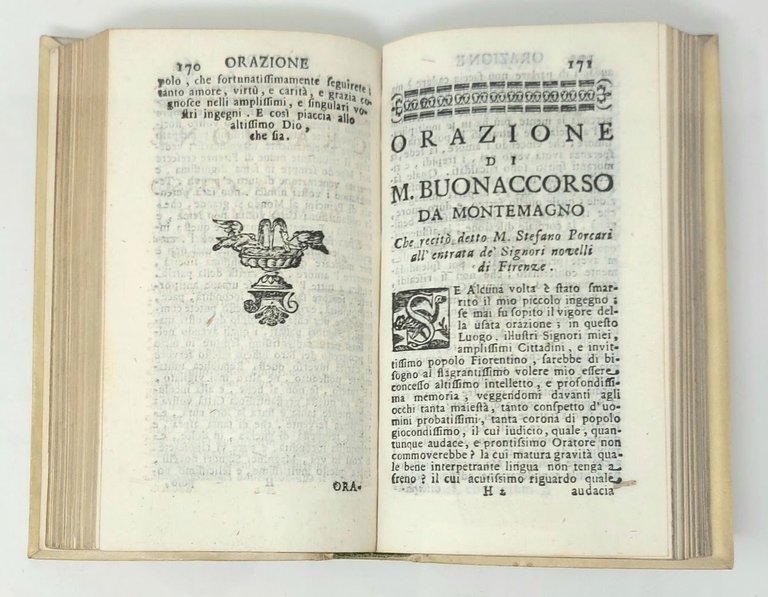 170 ORAZIONE
polo, che fortunatissimamente seguirete;
tanto amore, virtù, e carità, e grazia co-
gnosce nelli amplissimi, e singulari vo-
stri ingegni. E così piaccia allo
altissimo Dio,
che sia.
ORA-
171
ORAZIONE
DI
M. BUONACCORSO
DA MONTEMAGNO
Che recitò detto M. Stefano Porcari
all'entrata de' Signori novelli
di Firenze.
SE Alcuna volta è stato smar-
rito il mio piccolo ingegno;
se mai fu sopito il vigore del-
la usata orazione; in questo
Luogo, illustri Signori miei,
amplissimi Cittadini, e invit-
tissimo popolo Fiorentino, sarebbe di bi-
sogno al flagrantissimo volere mio essere
concesso altissimo intelletto, e profondissi-
ma memoria, veggendomi davanti agli
occhi tanta maiestà, tanto conspetto d'uo-
mini probatissimi, tanta corona di popolo
giocondissimo, il cui iudicio, quale, quan-
tunque audace, e prontissimo Oratore non
commoverebbe? la cui matura gravità qua-
le bene interpetrante lingua non tenga a
freno? il cui acutissimo riguardo quale
H 2 audacia